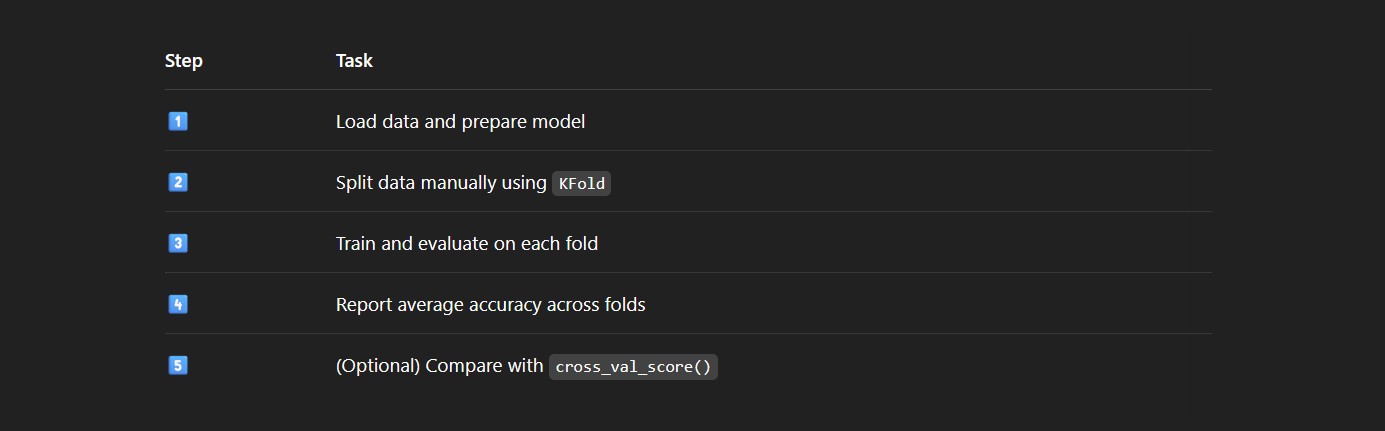 Step Task
1 Load data and prepare model
2 Split data manually using KFold
3 Train and evaluate on each fold
4 Report average accuracy across folds
5 (Optional) Compare with cross_val_score()